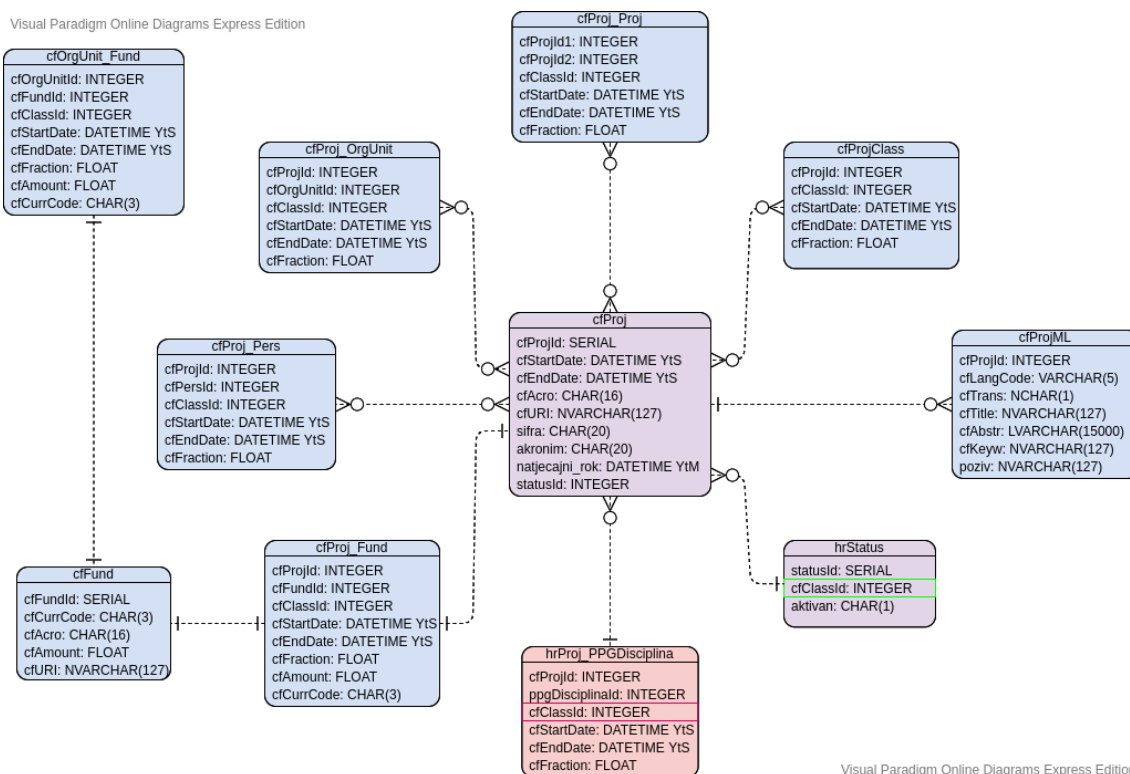 Visual Paradigm Online Diagrams Express Edition
cfOrgUnit_Fund
cfOrgUnitId: INTEGER
cfFundId: INTEGER
cfClassId: INTEGER
cfStartDate: DATETIME YtS
cfEndDate: DATETIME YtS
cfFraction: FLOAT
cfAmount: FLOAT
cfCurrCode: CHAR(3)
cfProj_Proj
cfProjId1: INTEGER
cfProjId2: INTEGER
cfClassId: INTEGER
cfStartDate: DATETIME YtS
cfEndDate: DATETIME YtS
cfFraction: FLOAT
cfProj_OrgUnit
cfProjId: INTEGER
cfOrgUnitId: INTEGER
cfClassId: INTEGER
cfStartDate: DATETIME YtS
cfEndDate: DATETIME YtS
cfFraction: FLOAT
cfProjClass
cfProjId: INTEGER
cfClassId: INTEGER
cfStartDate: DATETIME YtS
cfEndDate: DATETIME YtS
cfFraction: FLOAT
cfProj_Pers
cfProjId: INTEGER
cfPersId: INTEGER
cfClassId: INTEGER
cfStartDate: DATETIME YtS
cfEndDate: DATETIME YtS
cfFraction: FLOAT
cfProj
cfProjId: SERIAL
cfStartDate: DATETIME YtS
cfEndDate: DATETIME YtS
cfAcro: CHAR(16)
cfURI: NVARCHAR(127)
sifra: CHAR(20)
akronim: CHAR(20)
natjecajni_rok: DATETIME YtM
statusId: INTEGER
cfProjML
cfProjId: INTEGER
cfLangCode: VARCHAR(5)
cfTrans: NCHAR(1)
cfTitle: NVARCHAR(127)
cfAbstr: LVARCHAR(15000)
cfKeyw: NVARCHAR(127)
poziv: NVARCHAR(127)
cfFund
cfFundId: SERIAL
cfCurrCode: CHAR(3)
cfAcro: CHAR(16)
cfAmount: FLOAT
cfURI: NVARCHAR(127)
cfProj_Fund
cfProjId: INTEGER
cfFundId: INTEGER
cfClassId: INTEGER
cfStartDate: DATETIME YtS
cfEndDate: DATETIME YtS
cfFraction: FLOAT
cfAmount: FLOAT
cfCurrCode: CHAR(3)
hrStatus
statusId: SERIAL
cfClassId: INTEGER
aktivan: CHAR(1)
hrProj_PPGDisciplina
cfProjId: INTEGER
ppgDisciplinaId: INTEGER
cfClassId: INTEGER
cfStartDate: DATETIME YtS
cfEndDate: DATETIME YtS
cfFraction: FLOAT
Visual Paradigm Online Diagrams Express Edition